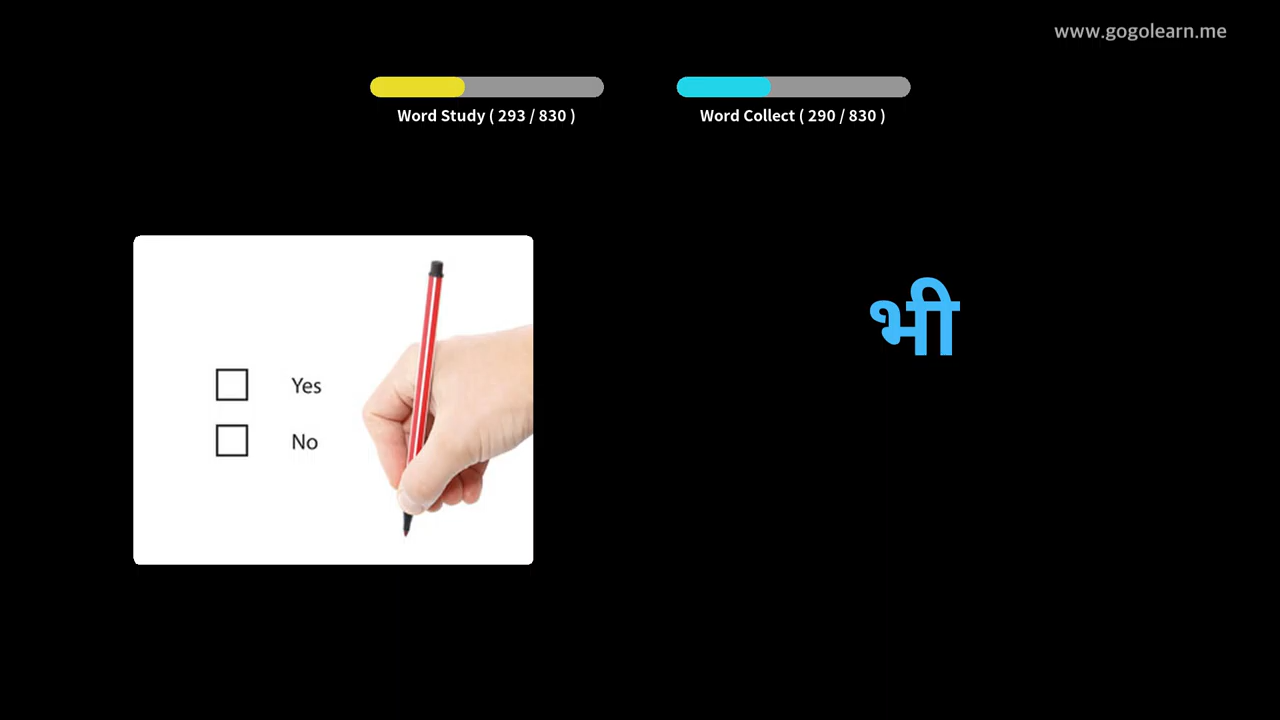 www.gogolearn.me
Word Study ( 293 / 830 )
Word Collect ( 290 / 830 )
भी
Yes
No